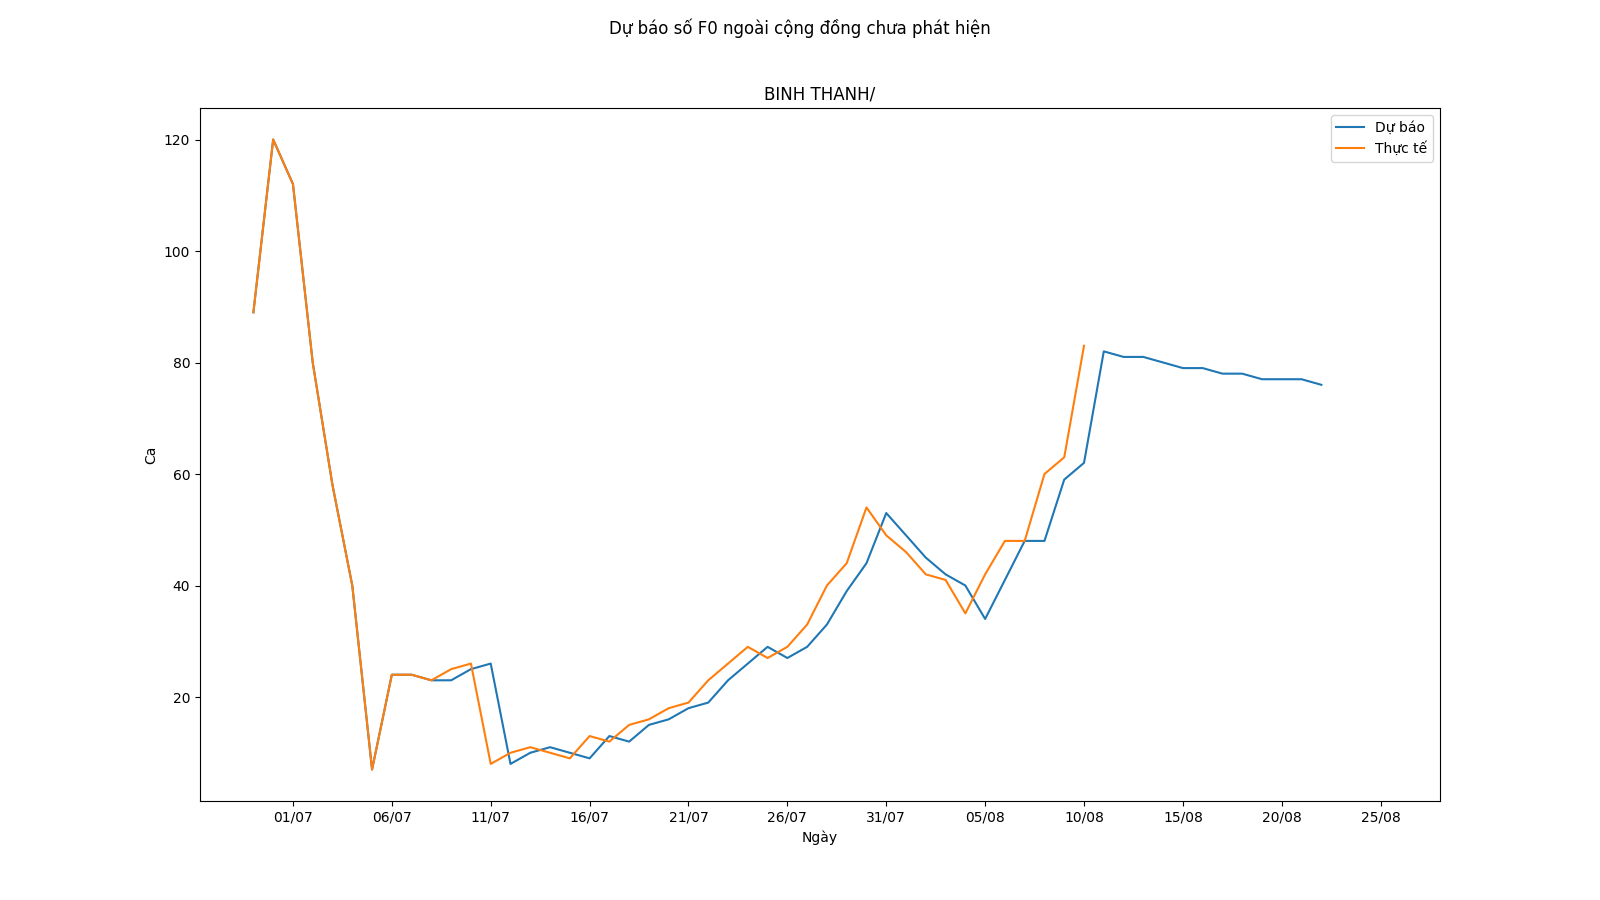 Dự báo số F0 ngoài cộng đồng chưa phát hiện
BINH THANH/
Dự báo
Thực tế
120
100
80
60
40
20
Ca
01/07 06/07 11/07 16/07 21/07 26/07 31/07 05/08 10/08 15/08 20/08 25/08
Ngày